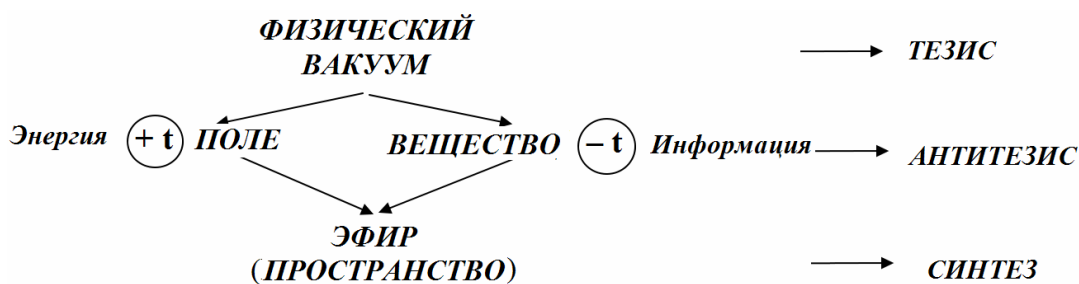 ФИЗИЧЕСКИЙ
ВАКУУМ
ТЕЗИС
Энергия + t ПОЛЕ ВЕЩЕСТВО – t Информация АНТИТЕЗИС
ЭФИР
(ПРОСТРАНСТВО)
СИНТЕЗ